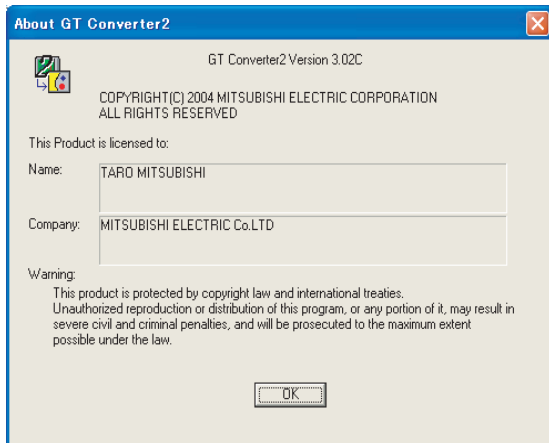 About GT Converter2
GT Converter2 Version 3.02C
COPYRIGHT(C) 2004 MITSUBISHI ELECTRIC CORPORATION
ALL RIGHTS RESERVED
This Product is licensed to:
Name:
TARO MITSUBISHI
Company:
MITSUBISHI ELECTRIC Co.LTD
Warning:
This product is protected by copyright law and international treaties.
Unauthorized reproduction or distribution of this program, or any portion of it, may result in
severe civil and criminal penalties, and will be prosecuted to the maximum extent
possible under the law.
OK